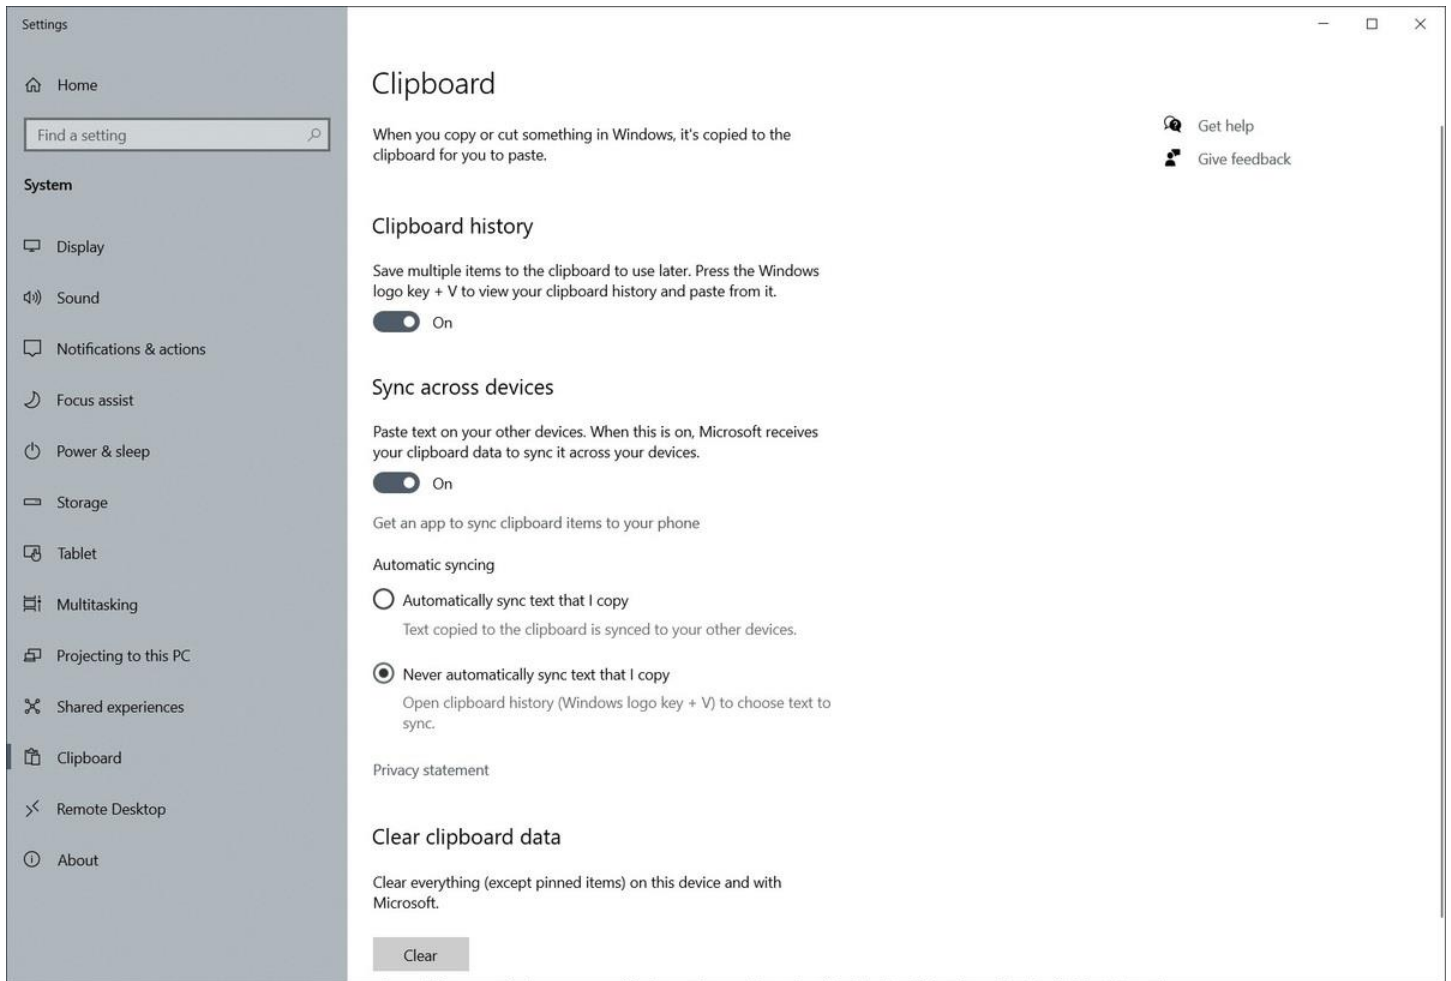 Settings
Home
Find a setting
System
Display
Sound
Notifications & actions
Focus assist
Power & sleep
Storage
Tablet
Multitasking
Projecting to this PC
Shared experiences
Clipboard
Remote Desktop
About
Clipboard
When you copy or cut something in Windows, it's copied to the
clipboard for you to paste.
Clipboard history
Save multiple items to the clipboard to use later. Press the Windows
logo key + V to view your clipboard history and paste from it.
On
Sync across devices
Paste text on your other devices. When this is on, Microsoft receives
your clipboard data to sync it across your devices.
On
Get an app to sync clipboard items to your phone
Automatic syncing
Automatically sync text that I copy
Text copied to the clipboard is synced to your other devices.
Never automatically sync text that I copy
Open clipboard history (Windows logo key + V) to choose text to
sync.
Privacy statement
Clear clipboard data
Clear everything (except pinned items) on this device and with
Microsoft.
Clear
Get help
Give feedback